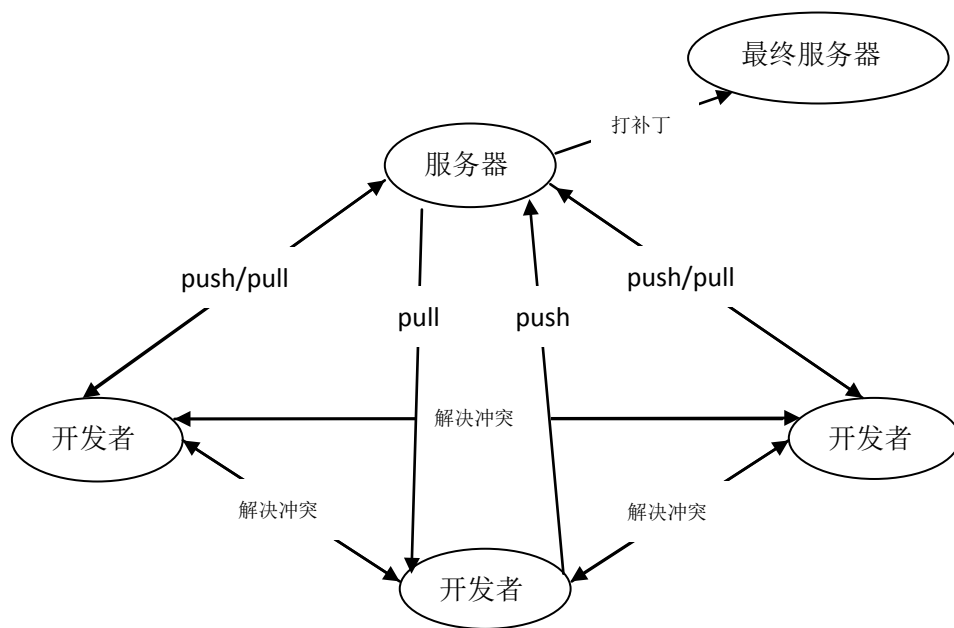 最终服务器
打补丁
服务器
push/pull
push/pull
pull
push
开发者
解决冲突
开发者
解决冲突
解决冲突
开发者